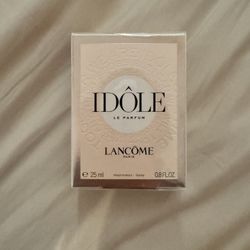 IDÔLE
LE PARFUM
LANCÔME
PARIS
℮ 25 ml
0.8 FL.OZ.